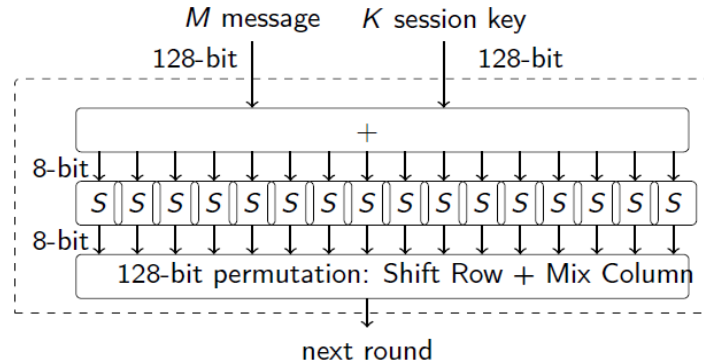 M message K session key
128-bit 128-bit
+
8-bit
S S S S S S S S S S S S S S S S
8-bit
128-bit permutation: Shift Row + Mix Column
next round